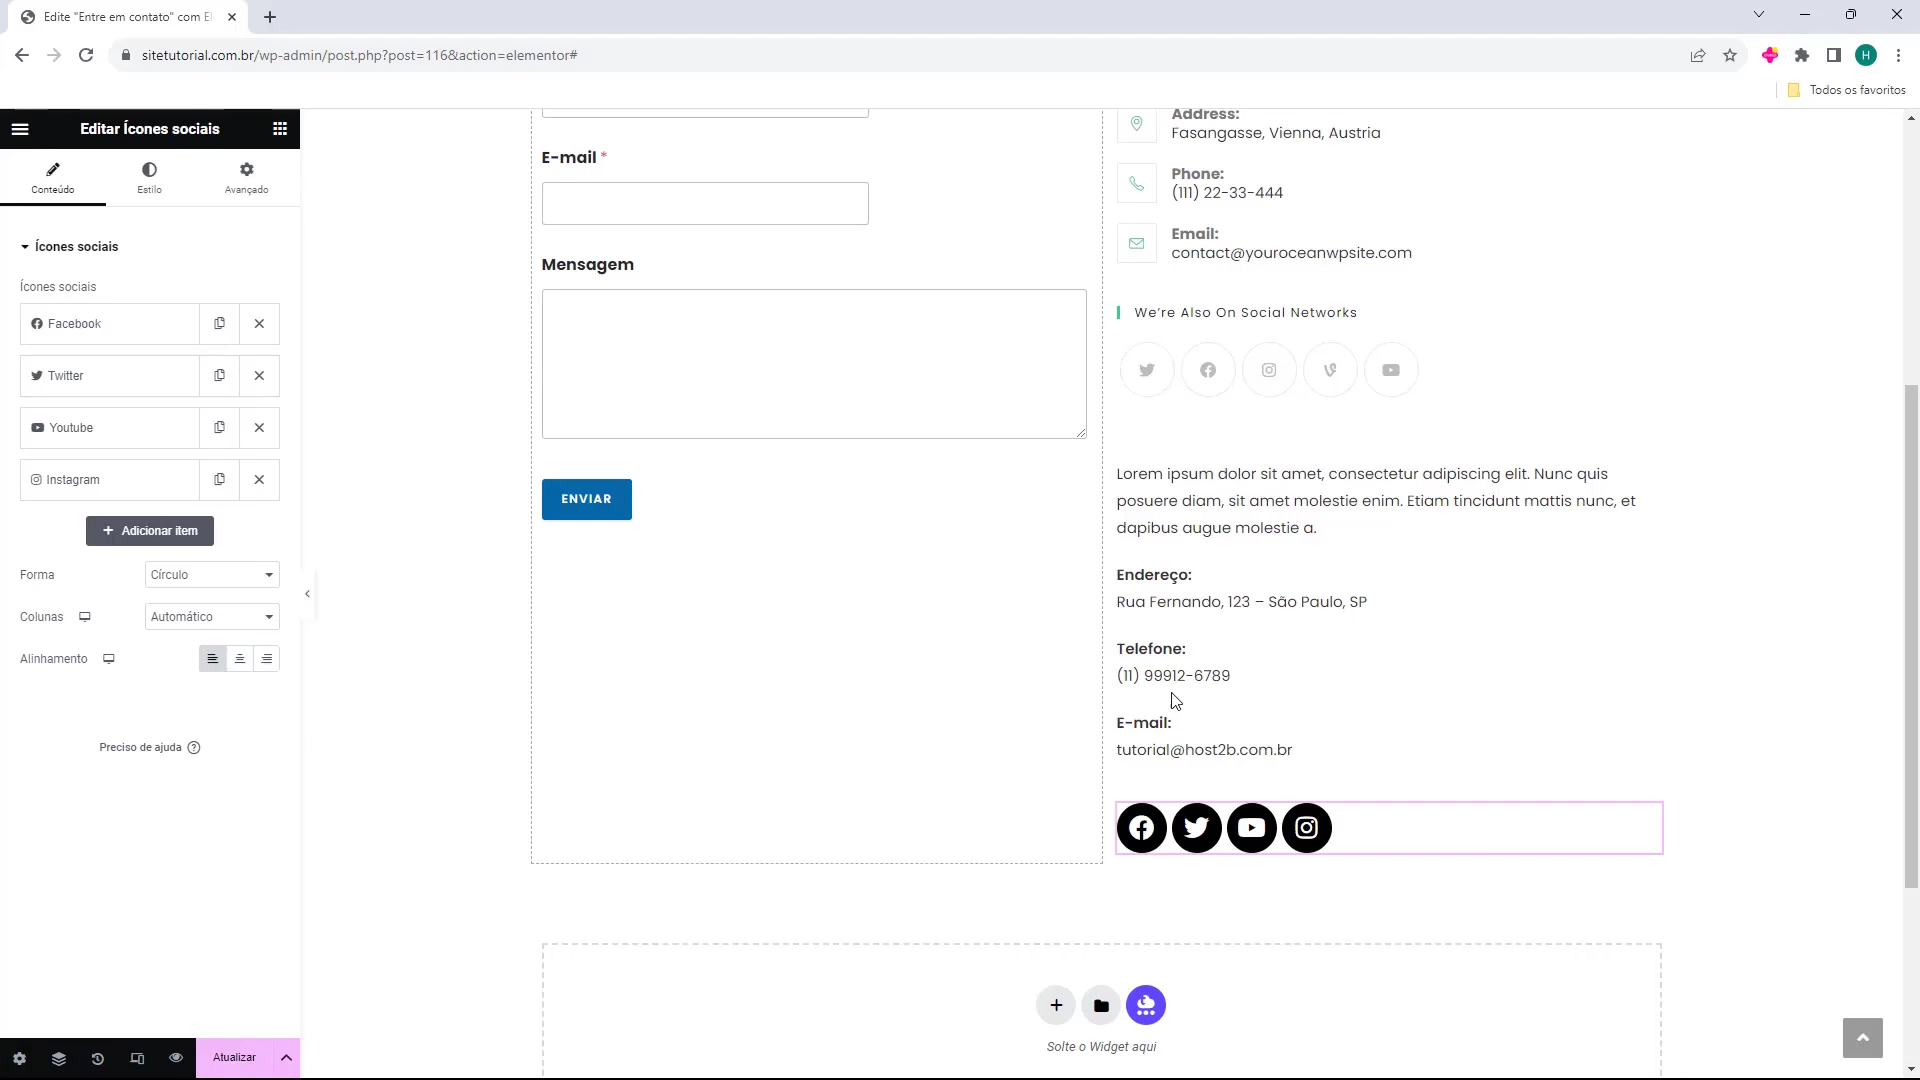 Edite "Entre em contato" com El
sitetutorial.com.br/wp-admin/post.php?post=116&action=elementor#
H
Todos os favoritos
Editar Ícones sociais
Conteúdo
Estilo
Avançado
Ícones sociais
Ícones sociais
Facebook
Twitter
Youtube
Instagram
Adicionar item
Forma
Círculo
Colunas
Automático
Alinhamento
Preciso de ajuda
Atualizar
E-mail *
Mensagem
ENVIAR
Address:
Fasangasse, Vienna, Austria
Phone:
(111) 22-33-444
Email:
contact@youroceanwpsite.com
We're Also On Social Networks
Lorem ipsum dolor sit amet, consectetur adipiscing elit. Nunc quis
posuere diam, sit amet molestie enim. Etiam tincidunt mattis nunc, et
dapibus augue molestie a.
Endereço:
Rua Fernando, 123 – São Paulo, SP
Telefone:
(11) 99912-6789
E-mail:
tutorial@host2b.com.br
Solte o Widget aqui